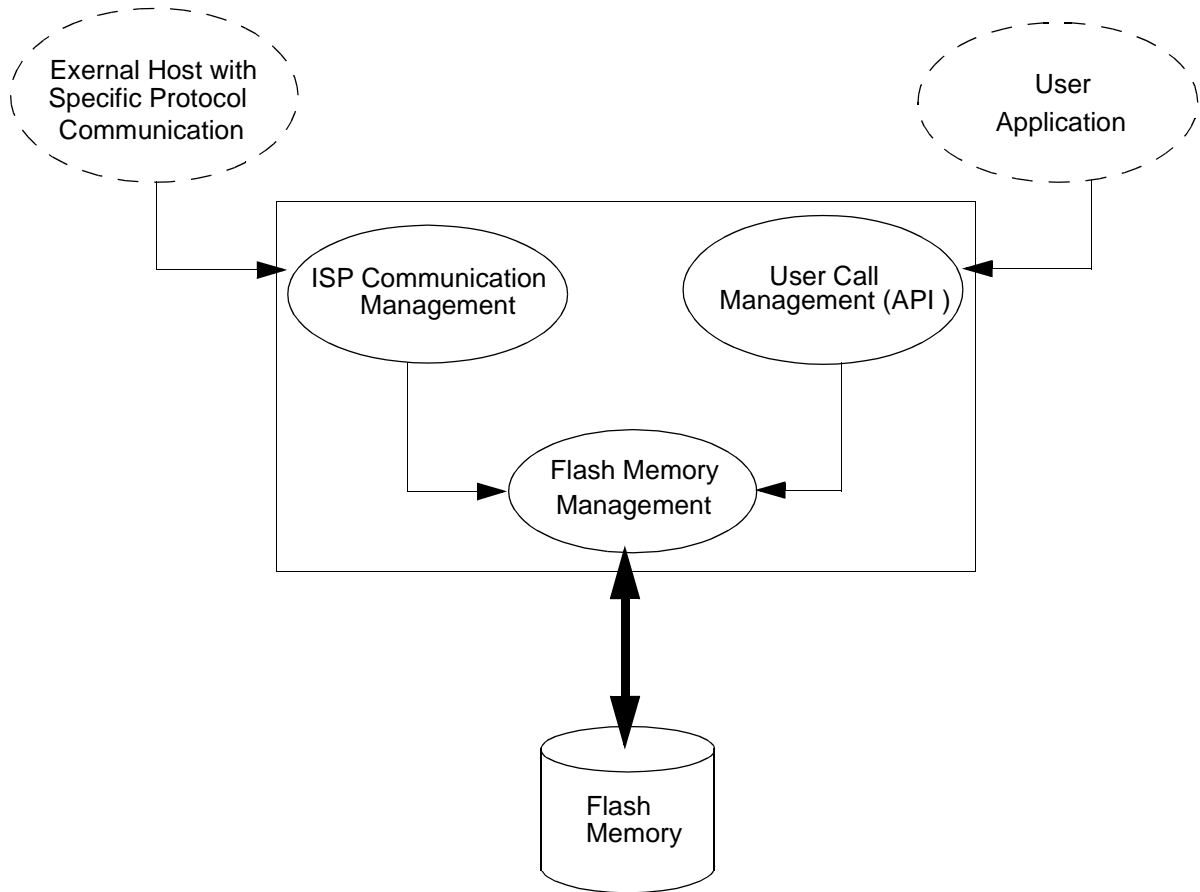 Exernal Host with
Specific Protocol
Communication
User
Application
ISP Communication
Management
User Call
Management (API )
Flash Memory
Management
Flash
Memory